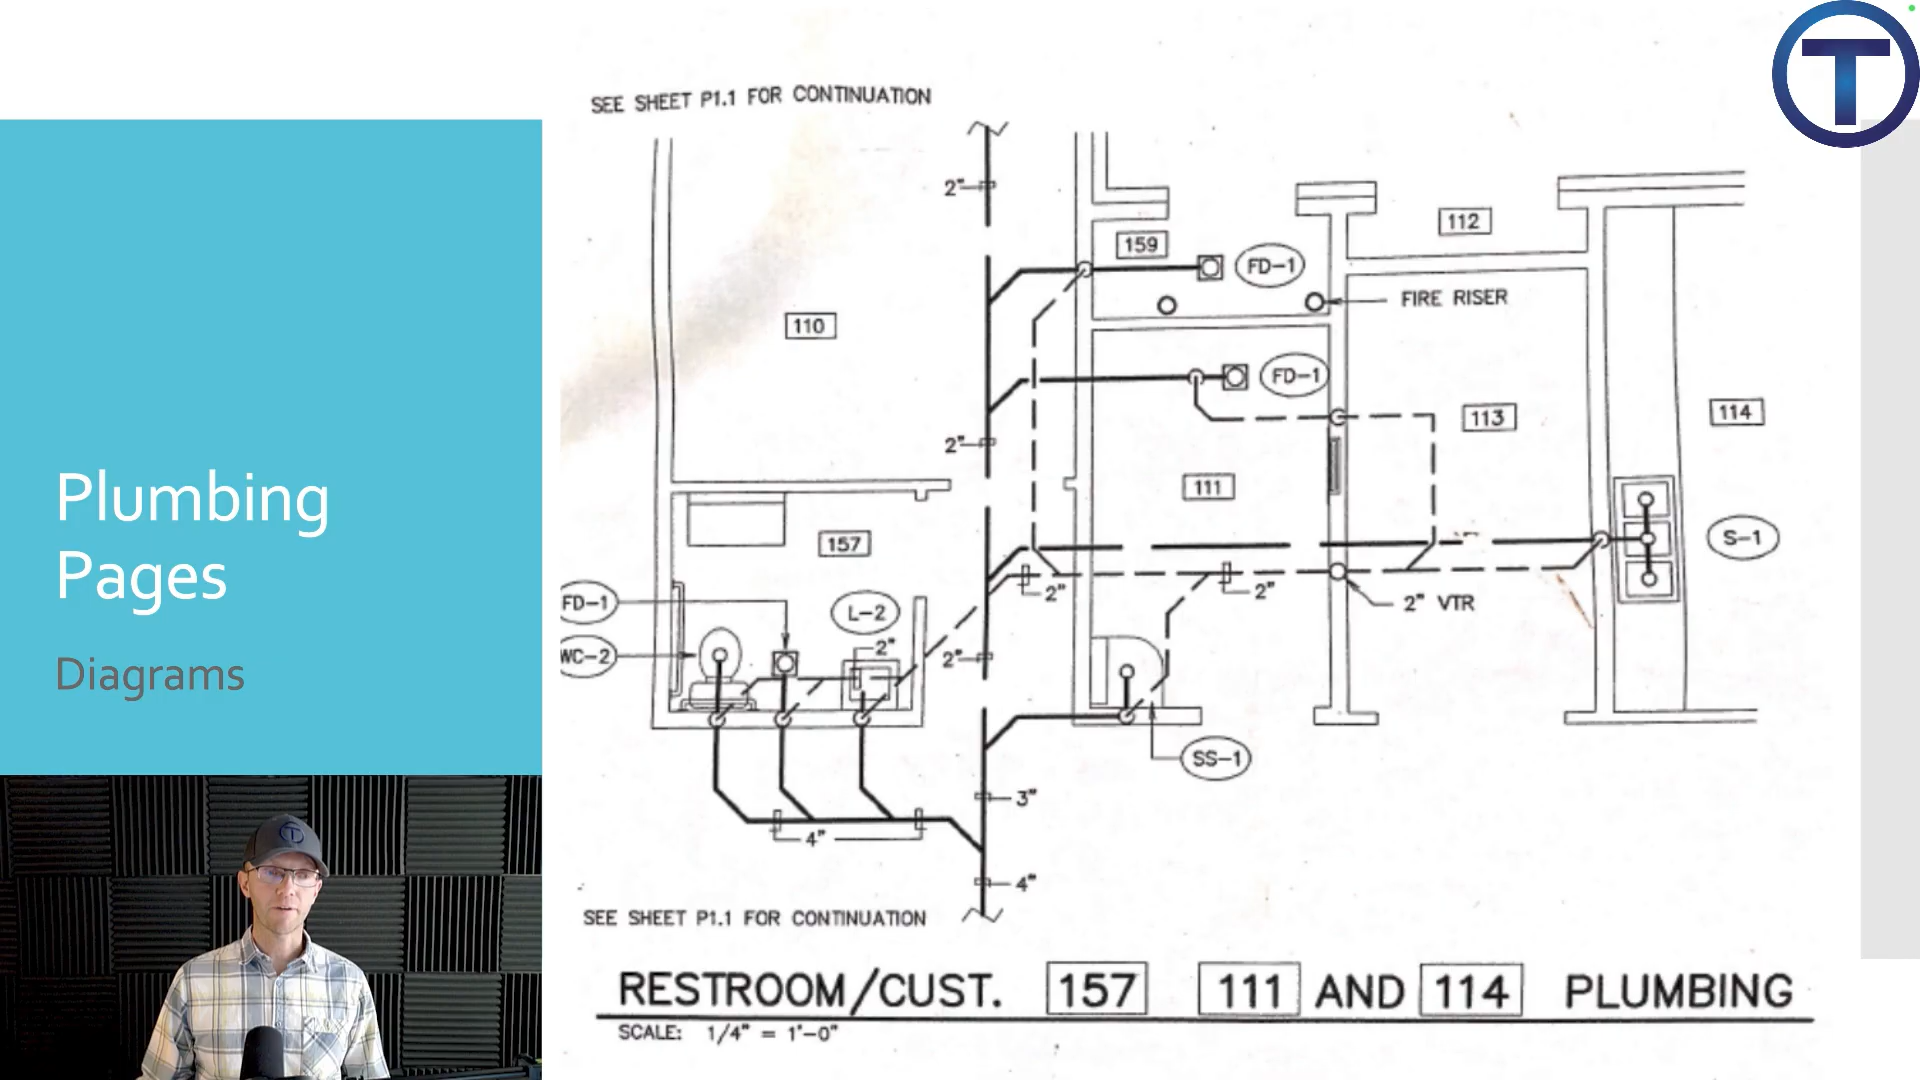 Plumbing
Pages
Diagrams
T
SEE SHEET P1.1 FOR CONTINUATION
2"
159
FD-1
112
FIRE RISER
110
FD-1
113
114
2"
111
157
S-1
FD-1
L-2
2"
2"
2" VTR
WC-2
2"
2"
SS-1
3"
4"
4"
SEE SHEET P1.1 FOR CONTINUATION
RESTROOM/CUST. 157 111 AND 114 PLUMBING
SCALE: 1/4" = 1'-0"